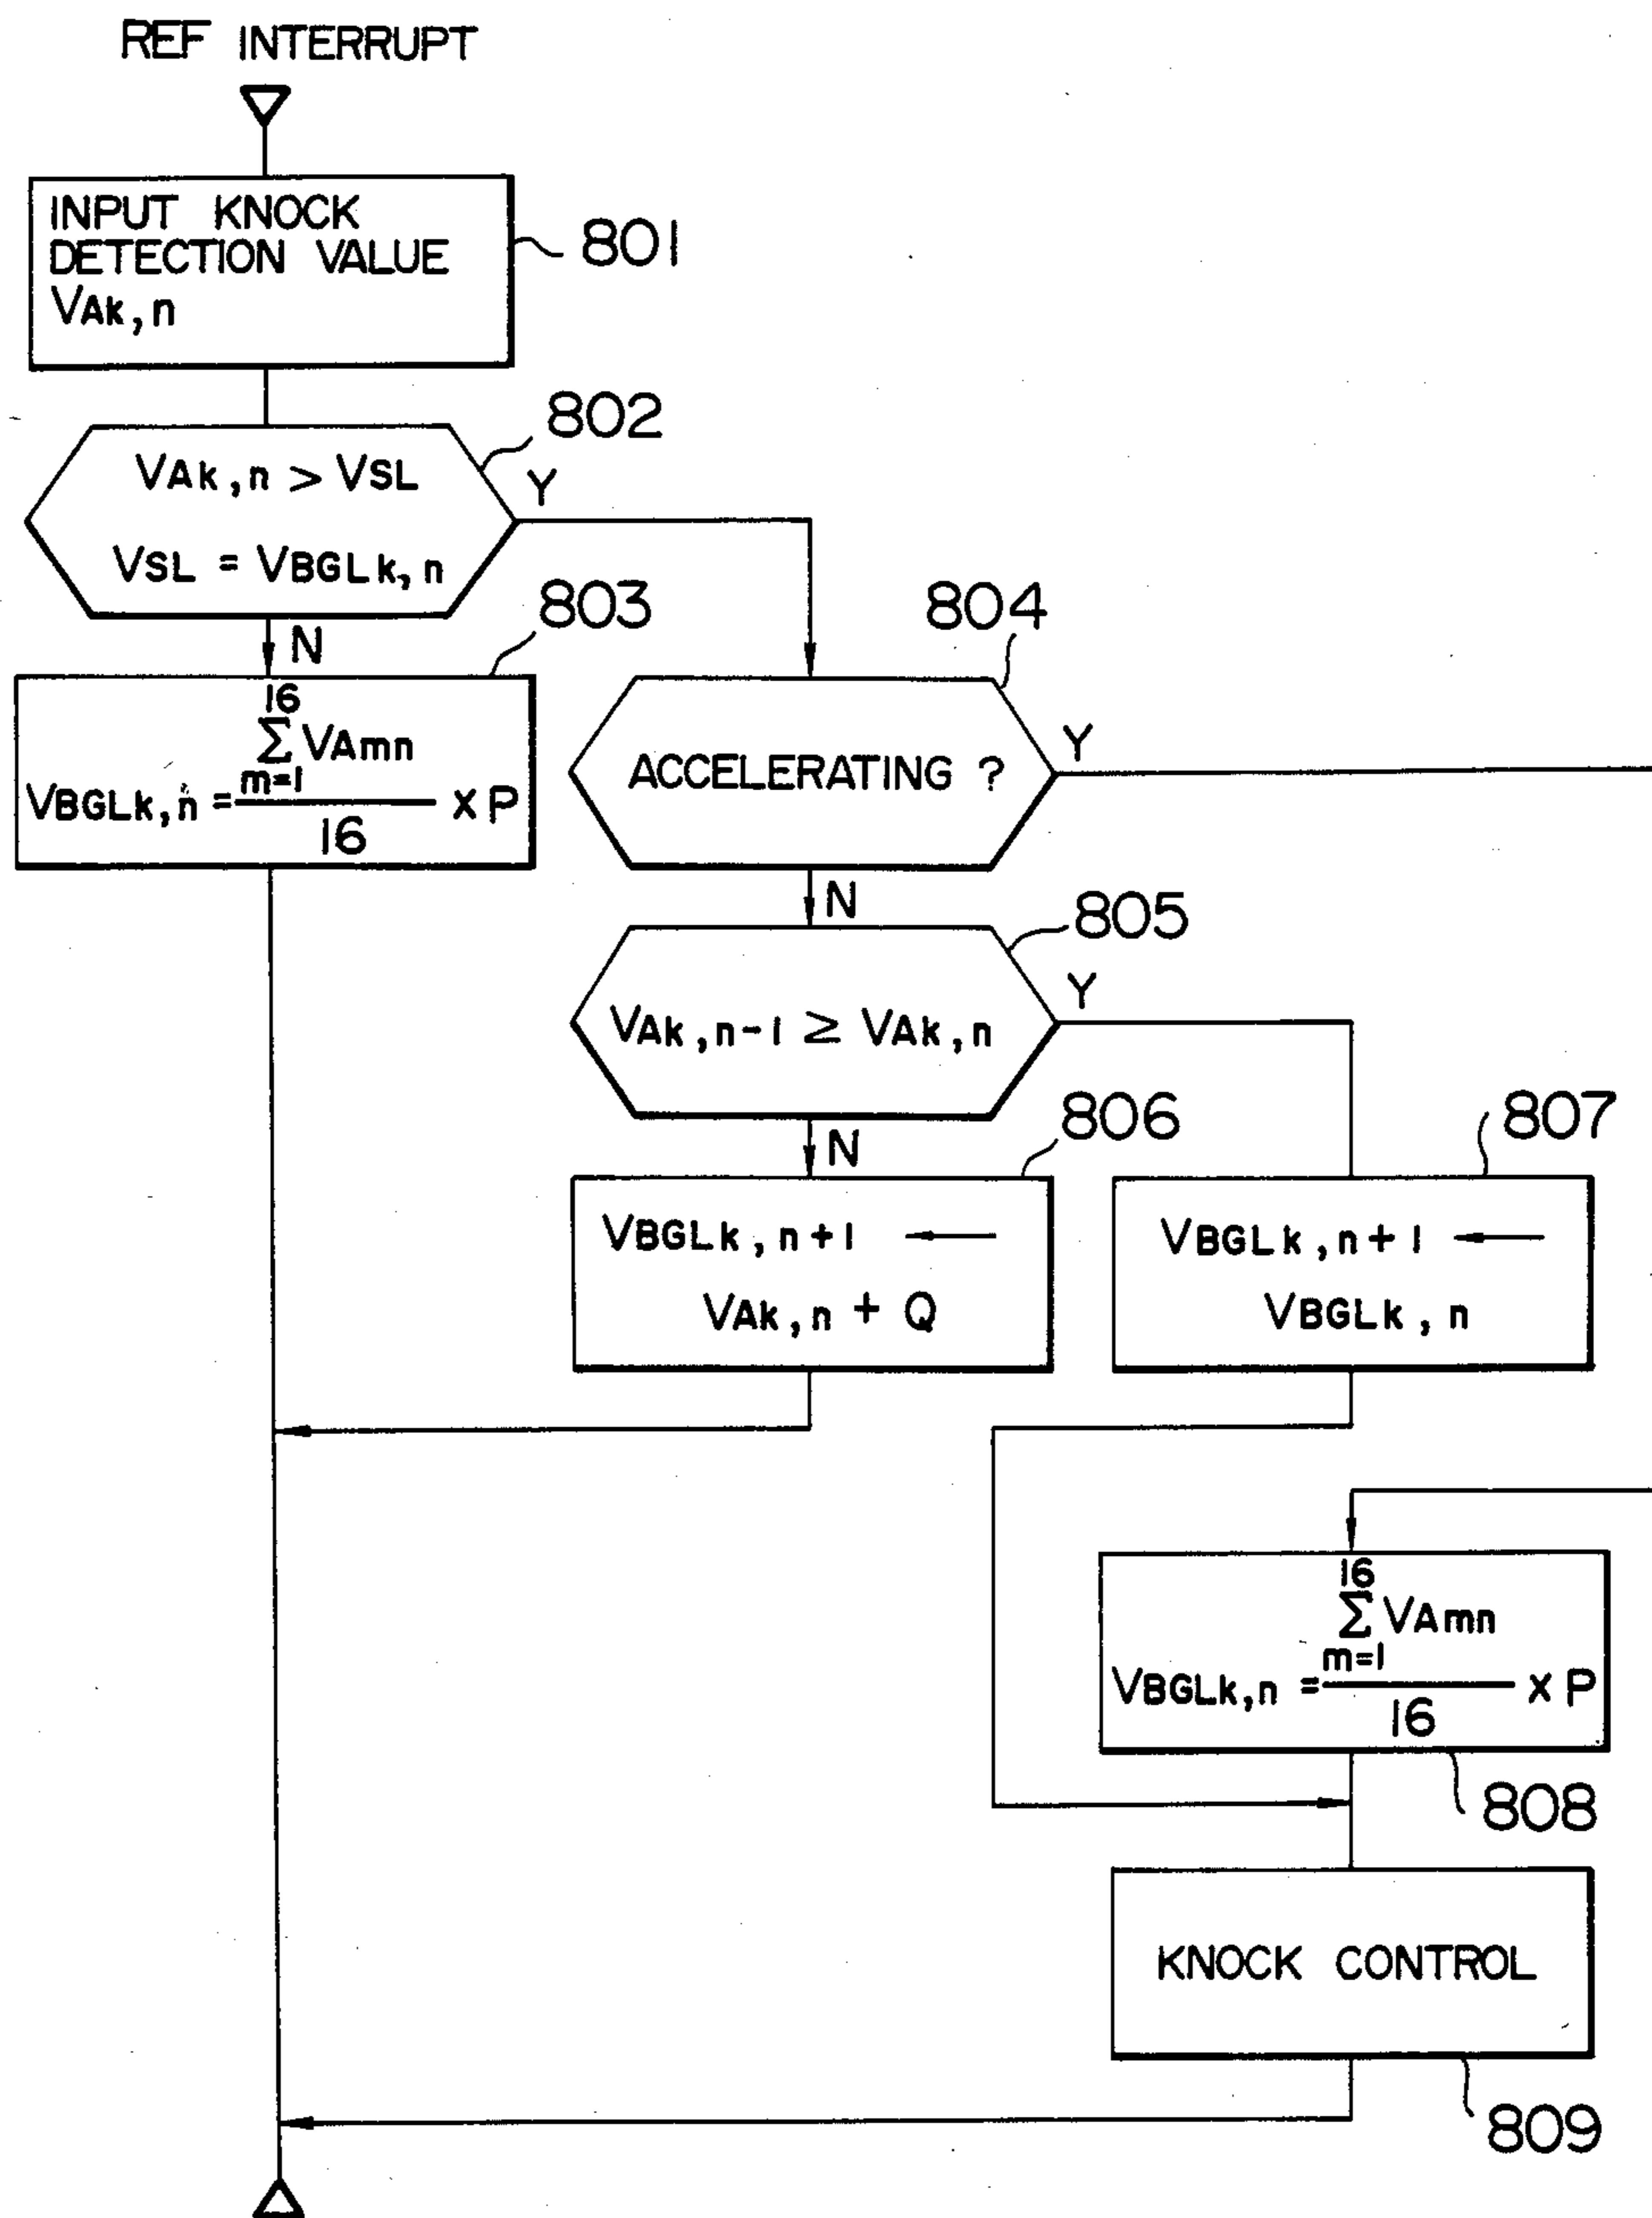 REF INTERRUPT
INPUT KNOCK
DETECTION VALUE
VAk,n
801
802
VAk,n > VSL
VSL = VBGLk,n
Y
N
803
16
Σ VAmn
m=1
VBGLk,n = ――― x P
16
804
ACCELERATING ?
Y
N
805
VAk,n-1 ≥ VAk,n
Y
N
806
VBGLk,n+1 ←
VAk,n + Q
807
VBGLk,n+1 ←
VBGLk,n
16
Σ VAmn
m=1
VBGLk,n = ――― x P
16
808
KNOCK CONTROL
809